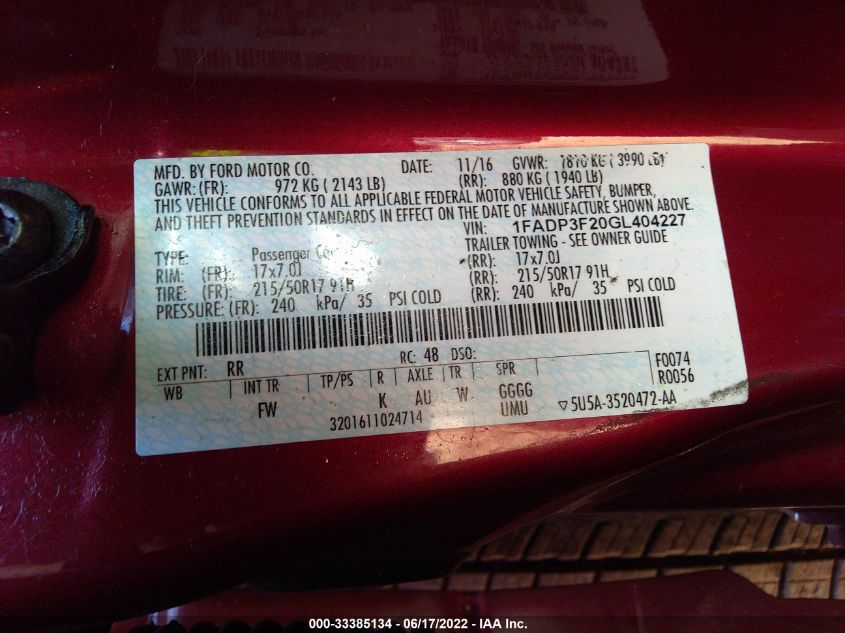 MFD. BY FORD MOTOR CO. DATE: 11/16 GVWR: 1810 KG ( 3990 LB)
GAWR: (FR): 972 KG ( 2143 LB) (RR): 880 KG ( 1940 LB)
THIS VEHICLE CONFORMS TO ALL APPLICABLE FEDERAL MOTOR VEHICLE SAFETY, BUMPER,
AND THEFT PREVENTION STANDARDS IN EFFECT ON THE DATE OF MANUFACTURE SHOWN ABOVE.
VIN: 1FADP3F20GL404227
TYPE: Passenger TRAILER TOWING - SEE OWNER GUIDE
RIM: (FR): 17x7.0J (RR): 17x7.0J
TIRE: (FR): 215/50R17 91H (RR): 215/50R17 91H
PRESSURE: (FR): 240 kPa/ 35 PSI COLD (RR): 240 kPa/ 35 PSI COLD
EXT PNT: RR RC: 48 DSO: F0074
WB INT TR TP/PS R AXLE TR SPR R0056
FW K AU W GGGG
3201611024714 UMU ▽5U5A-3520472-AA
000-33385134 - 06/17/2022 - IAA Inc.